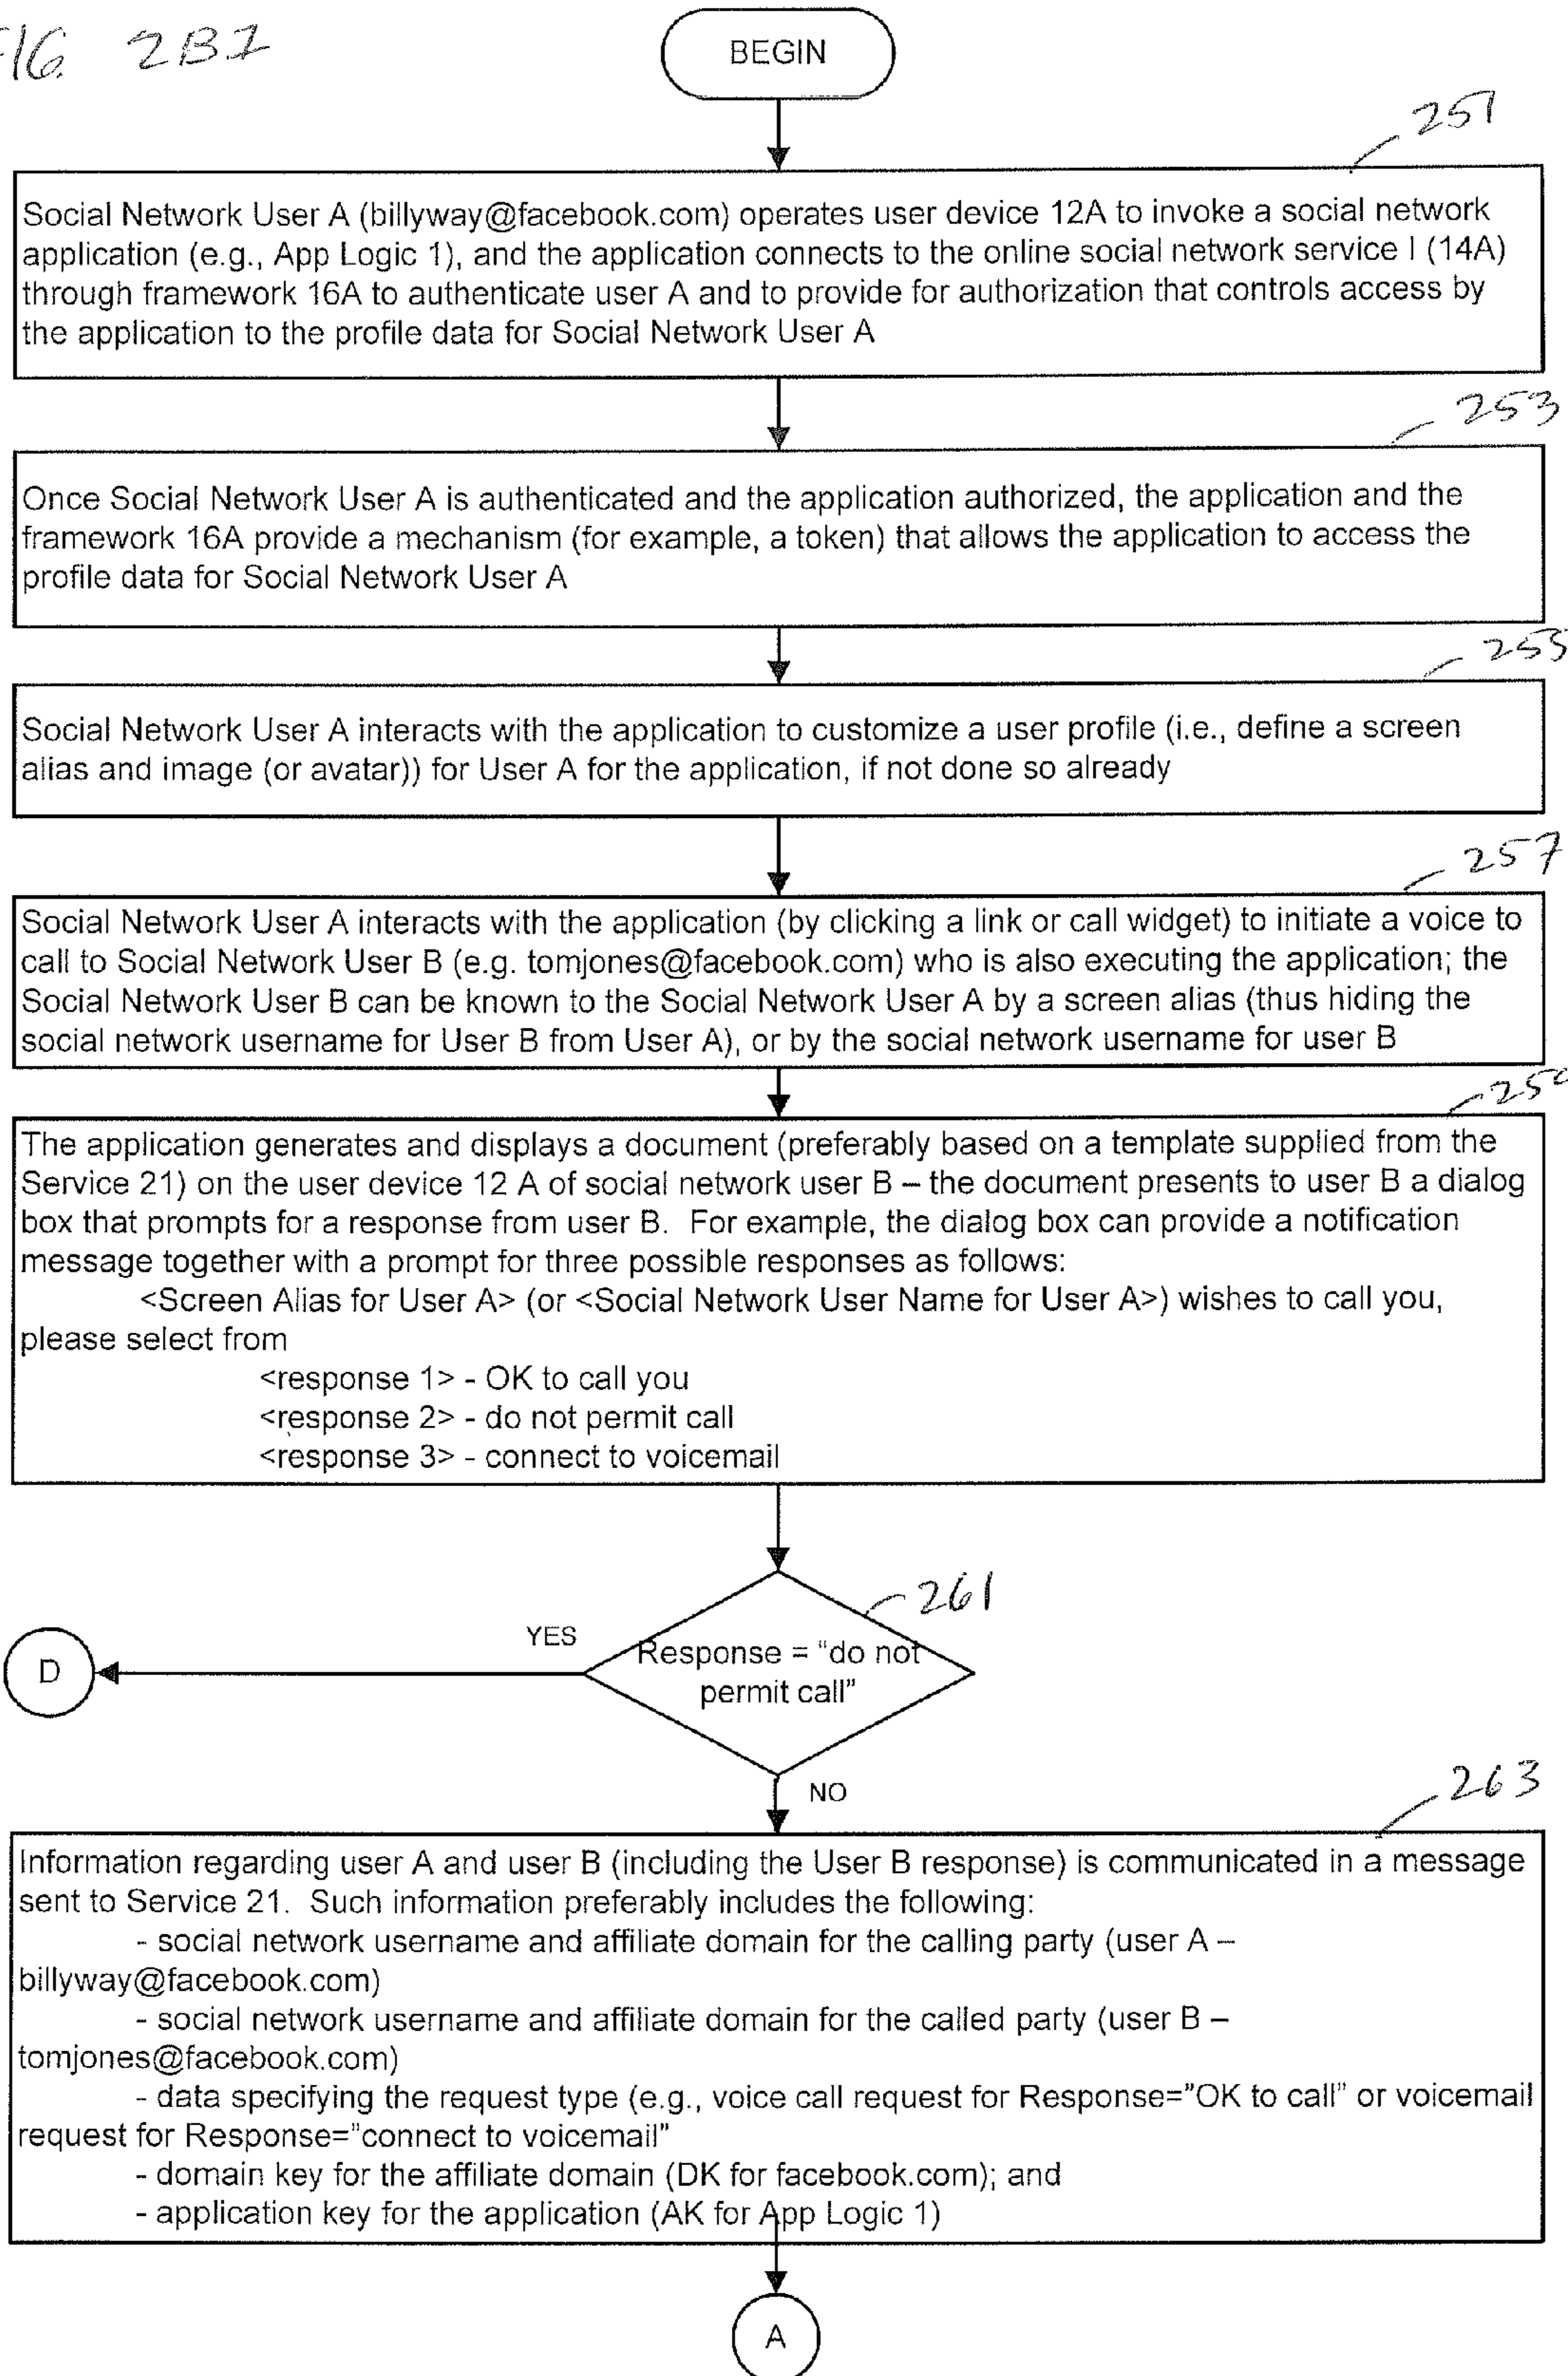 FIG. 2B1
BEGIN
251
Social Network User A (billyway@facebook.com) operates user device 12A to invoke a social network
application (e.g., App Logic 1), and the application connects to the online social network service I (14A)
through framework 16A to authenticate user A and to provide for authorization that controls access by
the application to the profile data for Social Network User A
253
Once Social Network User A is authenticated and the application authorized, the application and the
framework 16A provide a mechanism (for example, a token) that allows the application to access the
profile data for Social Network User A
255
Social Network User A interacts with the application to customize a user profile (i.e., define a screen
alias and image (or avatar)) for User A for the application, if not done so already
257
Social Network User A interacts with the application (by clicking a link or call widget) to initiate a voice to
call to Social Network User B (e.g. tomjones@facebook.com) who is also executing the application; the
Social Network User B can be known to the Social Network User A by a screen alias (thus hiding the
social network username for User B from User A), or by the social network username for user B
259
The application generates and displays a document (preferably based on a template supplied from the
Service 21) on the user device 12 A of social network user B – the document presents to user B a dialog
box that prompts for a response from user B.  For example, the dialog box can provide a notification
message together with a prompt for three possible responses as follows:
<Screen Alias for User A> (or <Social Network User Name for User A>) wishes to call you,
please select from
<response 1> - OK to call you
<response 2> - do not permit call
<response 3> - connect to voicemail
261
YES
Response = “do not
D
permit call”
NO
263
Information regarding user A and user B (including the User B response) is communicated in a message
sent to Service 21.  Such information preferably includes the following:
- social network username and affiliate domain for the calling party (user A –
billyway@facebook.com)
- social network username and affiliate domain for the called party (user B –
tomjones@facebook.com)
- data specifying the request type (e.g., voice call request for Response=”OK to call” or voicemail
request for Response=”connect to voicemail”
- domain key for the affiliate domain (DK for facebook.com); and
- application key for the application (AK for App Logic 1)
A